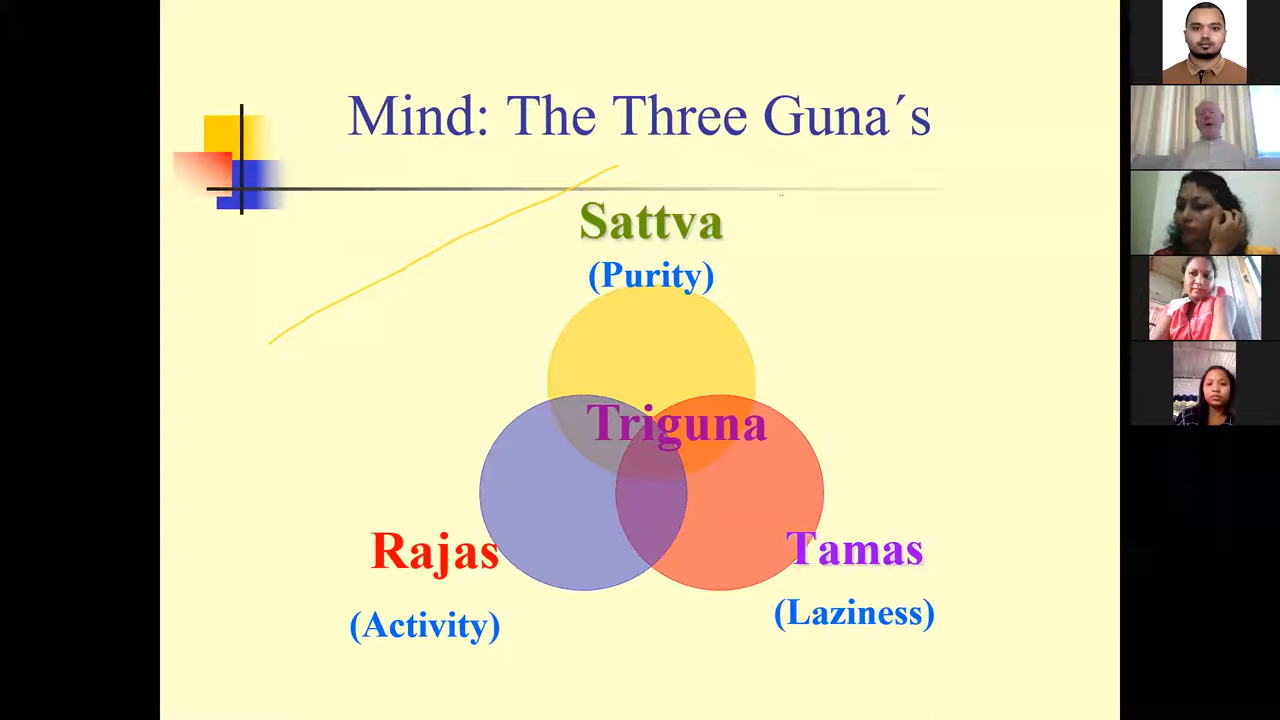 Mind: The Three Guna´s
Sattva
(Purity)
Triguna
Rajas
Tamas
(Activity)
(Laziness)